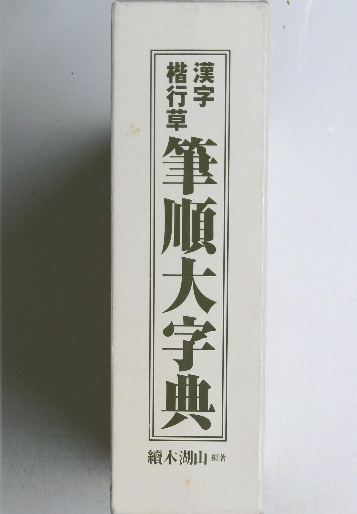 漢字
楷行草
筆順大字典
續木湖山 編著